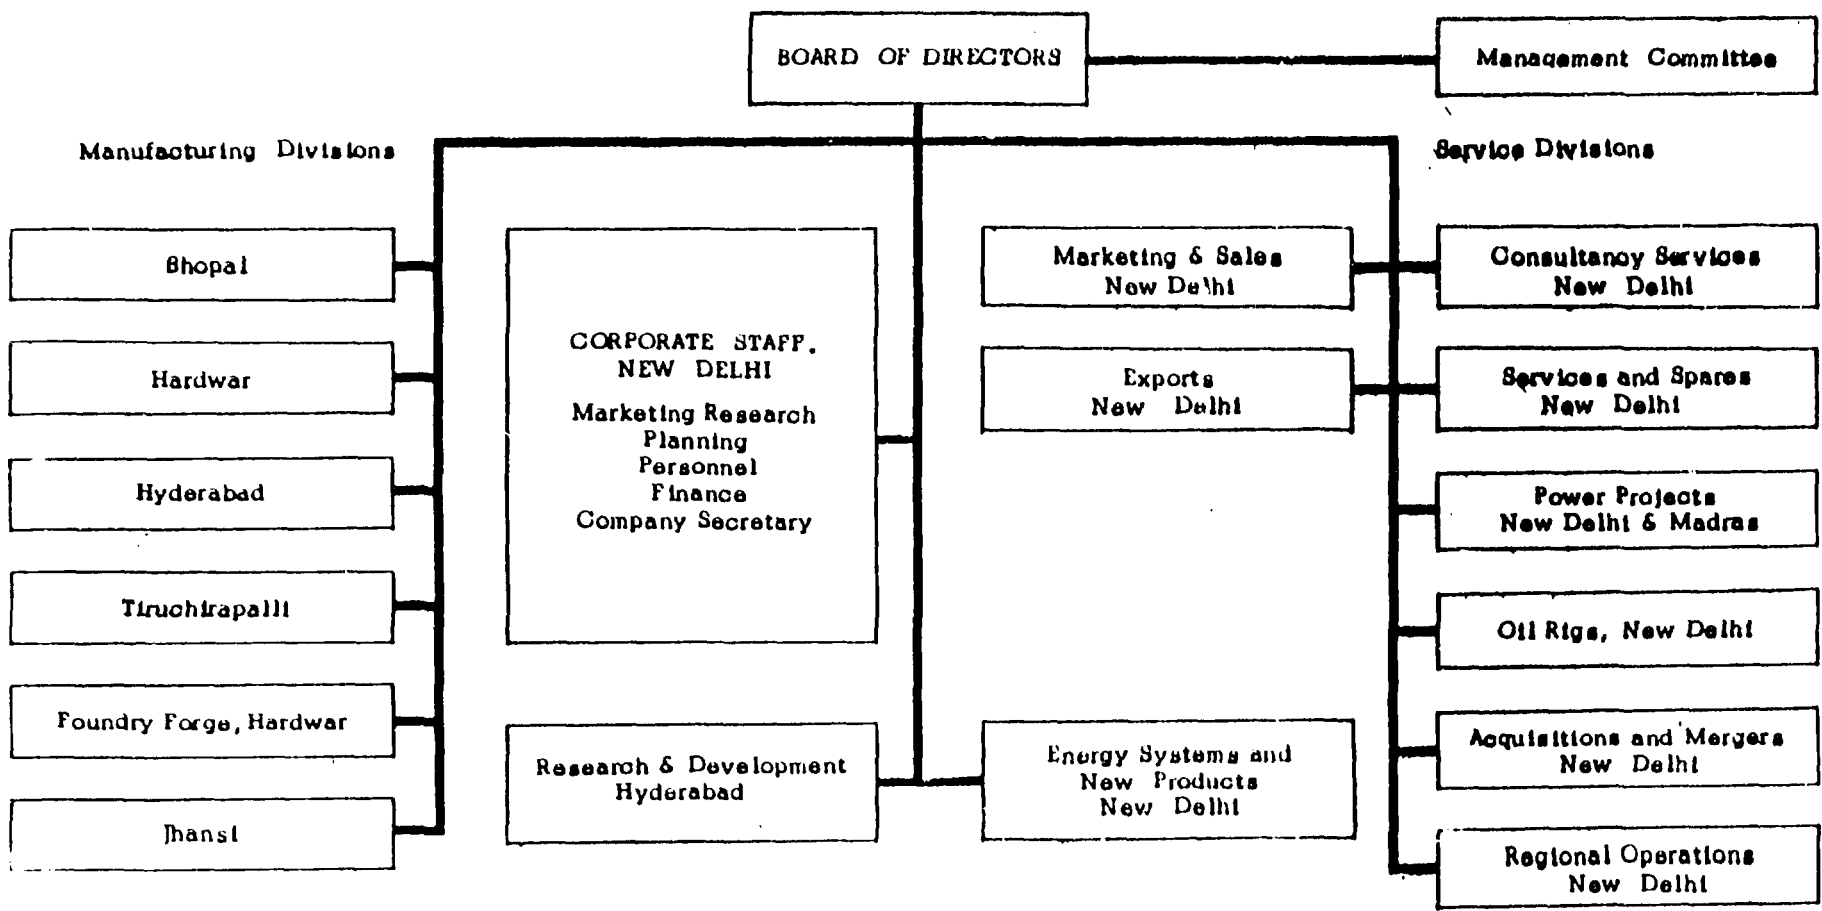 BOARD OF DIRECTORS
Management Committee
Manufacturing Divisions
Service Divisions
Bhopal
Hardwar
Hyderabad
Tiruchirapalli
Foundry Forge, Hardwar
Jhansi
CORPORATE STAFF.
NEW DELHI
Marketing Research
Planning
Personnel
Finance
Company Secretary
Research & Development
Hyderabad
Marketing & Sales
New Delhi
Exports
New Delhi
Energy Systems and
New Products
New Delhi
Consultancy Services
New Delhi
Services and Spares
New Delhi
Power Projects
New Delhi & Madras
Oil Rigs, New Delhi
Acquisitions and Mergers
New Delhi
Regional Operations
New Delhi